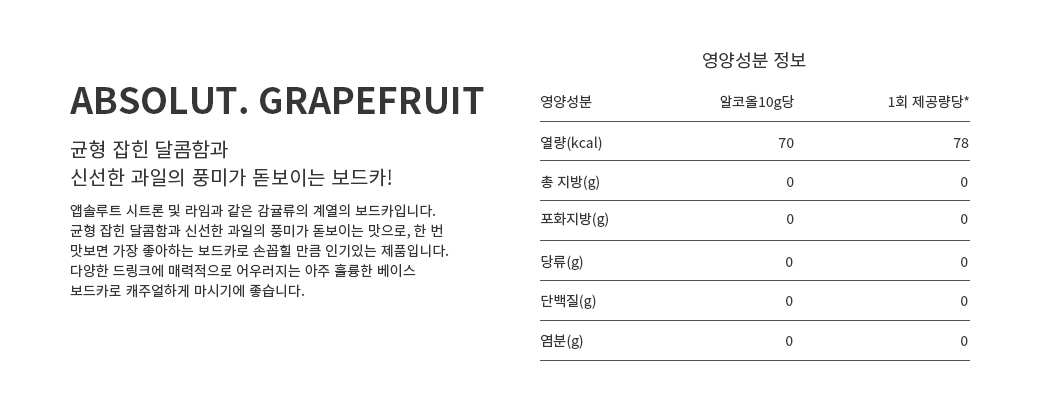 ABSOLUT. GRAPEFRUIT
균형 잡힌 달콤함과
신선한 과일의 풍미가 돋보이는 보드카!
앱솔루트 시트론 및 라임과 같은 감귤류의 계열의 보드카입니다.
균형 잡힌 달콤함과 신선한 과일의 풍미가 돋보이는 맛으로, 한 번
맛보면 가장 좋아하는 보드카로 손꼽힐 만큼 인기있는 제품입니다.
다양한 드링크에 매력적으로 어우러지는 아주 훌륭한 베이스
보드카로 캐주얼하게 마시기에 좋습니다.
영양성분 정보
영양성분 알코올10g당 1회 제공량당*
열량(kcal) 70 78
총 지방(g) 0 0
포화지방(g) 0 0
당류(g) 0 0
단백질(g) 0 0
염분(g) 0 0